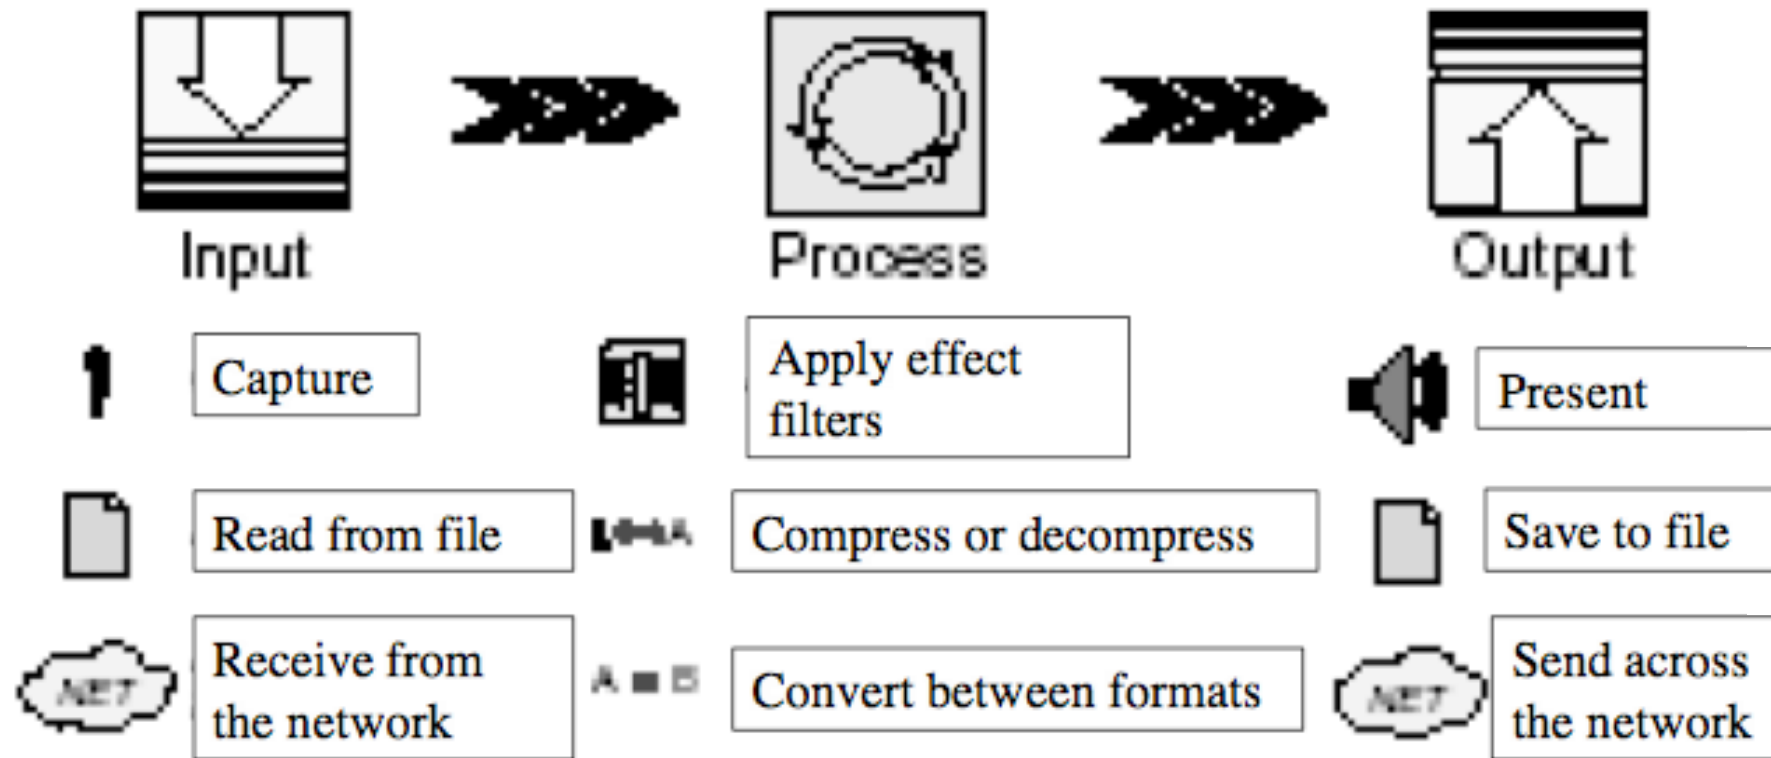 Input
Process
Output
Capture
Apply effect
filters
Present
Read from file
Compress or decompress
Save to file
NET
Receive from
the network
A
B
Convert between formats
NET
Send across
the network